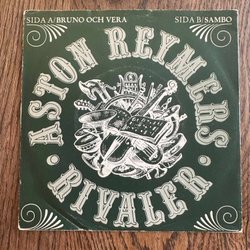 SIDA A/BRUNO OCH VERA
SIDA B/SAMBO
ASTON REYMERS
RIVALER